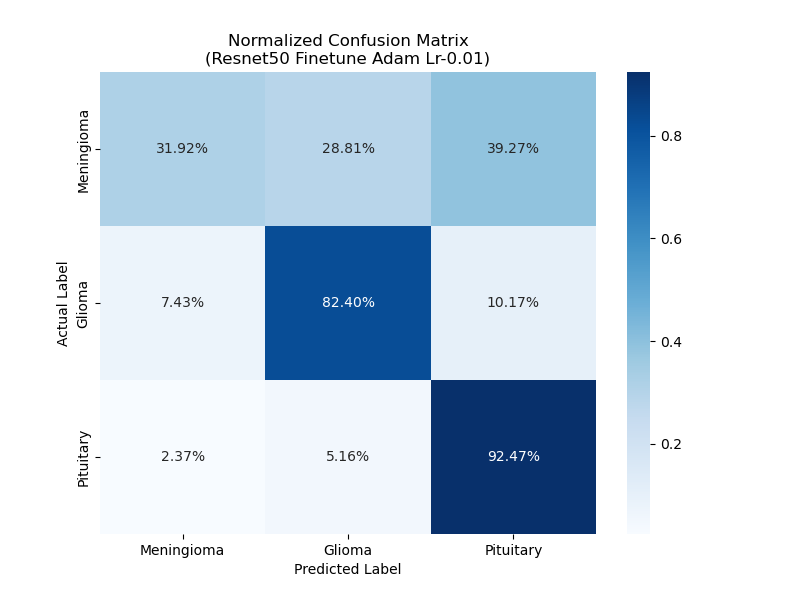 Normalized Confusion Matrix
(Resnet50 Finetune Adam Lr-0.01)
Actual Label
Meningioma
31.92%
28.81%
39.27%
Glioma
7.43%
82.40%
10.17%
Pituitary
2.37%
5.16%
92.47%
Meningioma
Glioma
Pituitary
Predicted Label
0.8
0.6
0.4
0.2